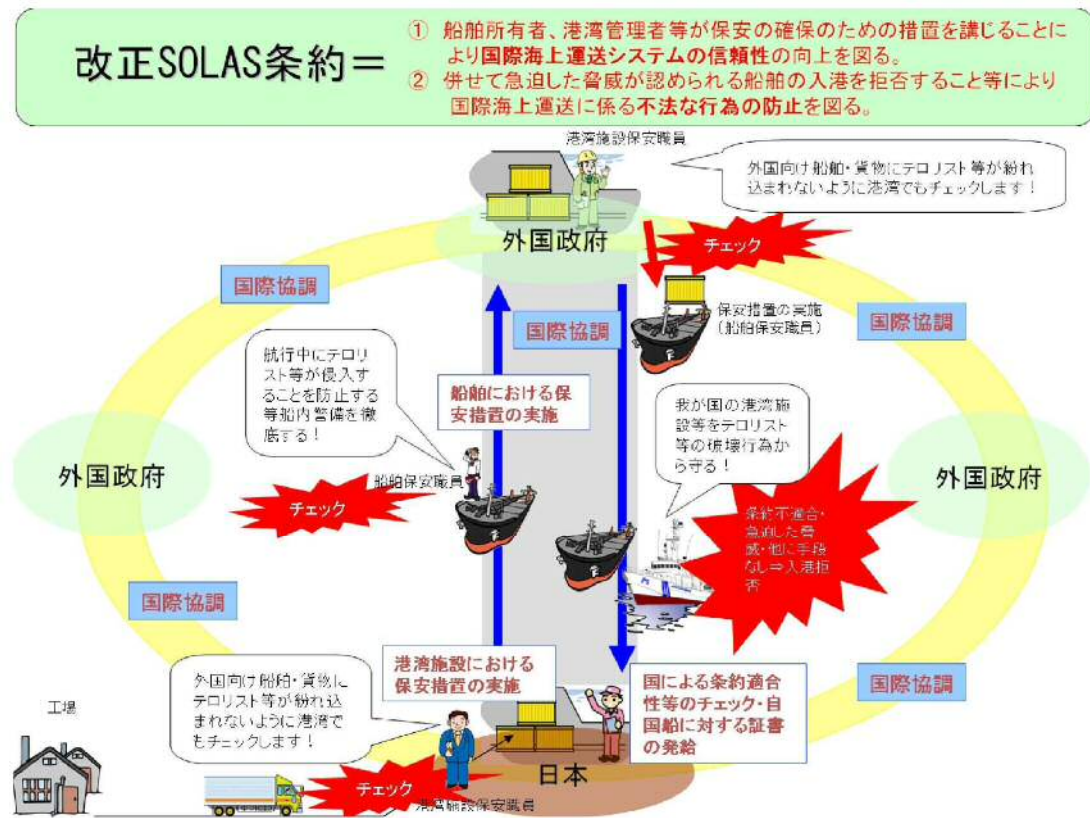 改正SOLAS条約＝
① 船舶所有者、港湾管理者等が保安の確保のための措置を講じることに
より国際海上運送システムの信頼性の向上を図る。
② 併せて急迫した脅威が認められる船舶の入港を拒否すること等により
国際海上運送に係る不法な行為の防止を図る。
港湾施設保安職員
外国向け船舶・貨物にテロリスト等が紛れ
込まれないように港湾でもチェックします！
外国政府
チェック
国際協調
保安措置の実施
（船舶保安職員）
国際協調
国際協調
航行中にテロリ
スト等が侵入す
ることを防止する
等船内警備を徹
底する！
船舶における保
安措置の実施
我が国の港湾施
設等をテロリスト
等の破壊行為か
ら守る！
外国政府
外国政府
船舶保安職員
チェック
条約不適合・
急迫した脅
威・他に手段
なし⇒入港拒
否
国際協調
港湾施設における
保安措置の実施
国による条約適合
性等のチェック・自
国船に対する証書
の発給
国際協調
外国向け船舶・貨物に
テロリスト等が紛れ込
まれないように港湾で
もチェックします！
工場
日本
チェック
港湾施設保安職員